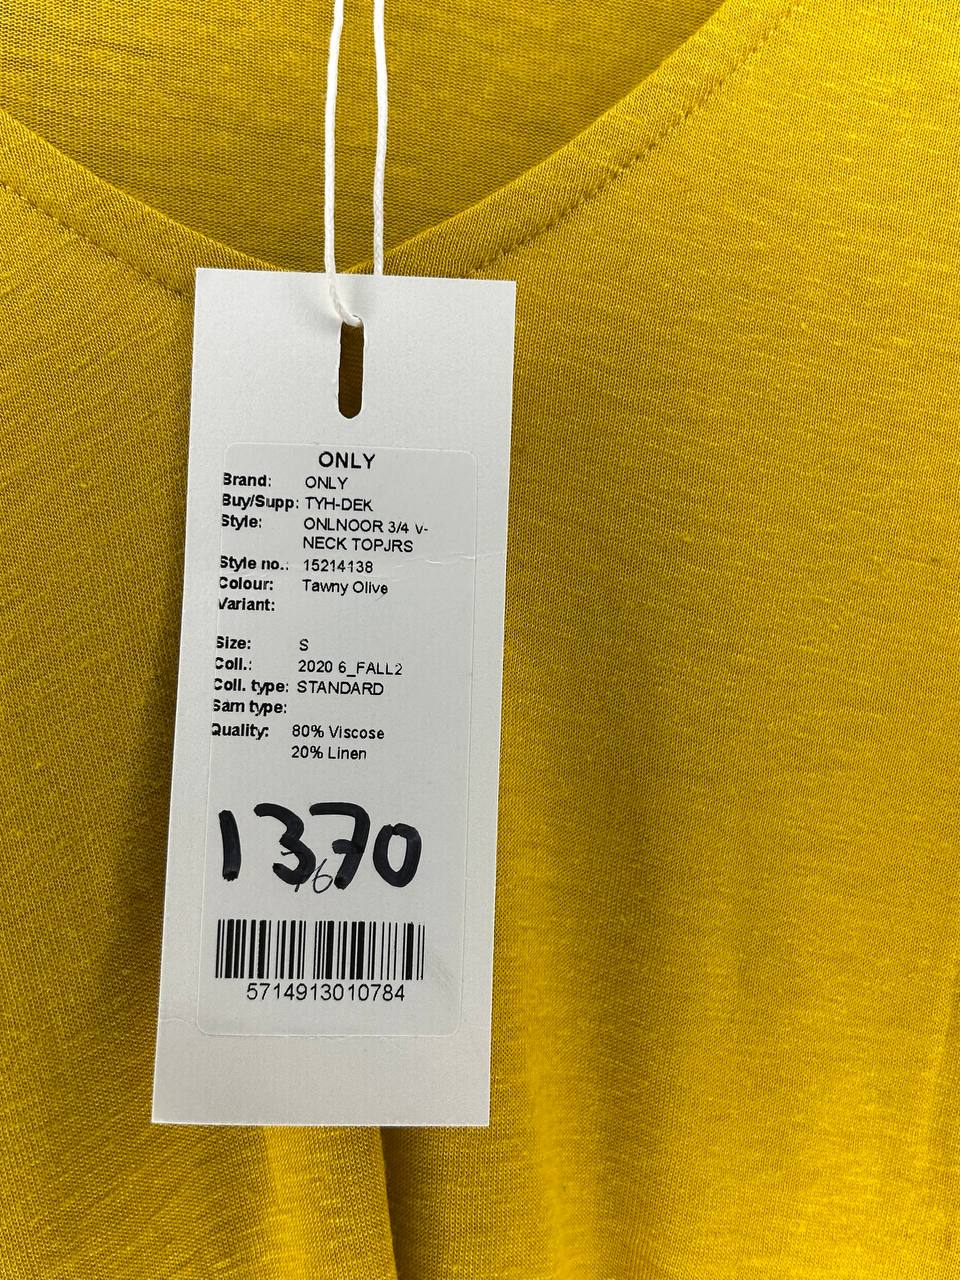 ONLY
Brand: ONLY
Buy/Supp: TYH-DEK
Style: ONLNOOR 3/4 V-
NECK TOPJRS
Style no.: 15214138
Colour: Tawny Olive
Variant:
Size: S
Coll.: 2020 6_FALL2
Coll. type: STANDARD
Sam type:
Quality: 80% Viscose
20% Linen
1370
5714913010784